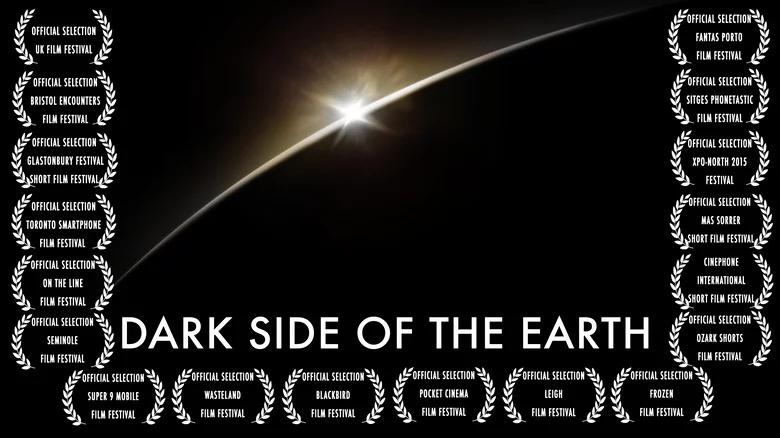 OFFICIAL SELECTION
UK FILM FESTIVAL
OFFICIAL SELECTION
BRISTOL ENCOUNTERS
FILM FESTIVAL
OFFICIAL SELECTION
GLASTONBURY FESTIVAL
SHORT FILM FESTIVAL
OFFICIAL SELECTION
TORONTO SMARTPHONE
FILM FESTIVAL
OFFICIAL SELECTION
ON THE LINE
FILM FESTIVAL
OFFICIAL SELECTION
SEMINOLE
FILM FESTIVAL
OFFICIAL SELECTION
FANTAS PORTO
FILM FESTIVAL
OFFICIAL SELECTION
SITGES PHONETASTIC
FILM FESTIVAL
OFFICIAL SELECTION
XPO-NORTH 2015
FESTIVAL
OFFICIAL SELECTION
MAS SORRER
SHORT FILM FESTIVAL
CINEPHONE
INTERNATIONAL
SHORT FILM FESTIVAL
OFFICIAL SELECTION
OZARK SHORTS
FILM FESTIVAL
DARK SIDE OF THE EARTH
OFFICIAL SELECTION
SUPER 9 MOBILE
FILM FESTIVAL
OFFICIAL SELECTION
WASTELAND
FILM FESTIVAL
OFFICIAL SELECTION
BLACKBIRD
FILM FESTIVAL
OFFICIAL SELECTION
POCKET CINEMA
FILM FESTIVAL
OFFICIAL SELECTION
LEIGH
FILM FESTIVAL
OFFICIAL SELECTION
FROZEN
FILM FESTIVAL